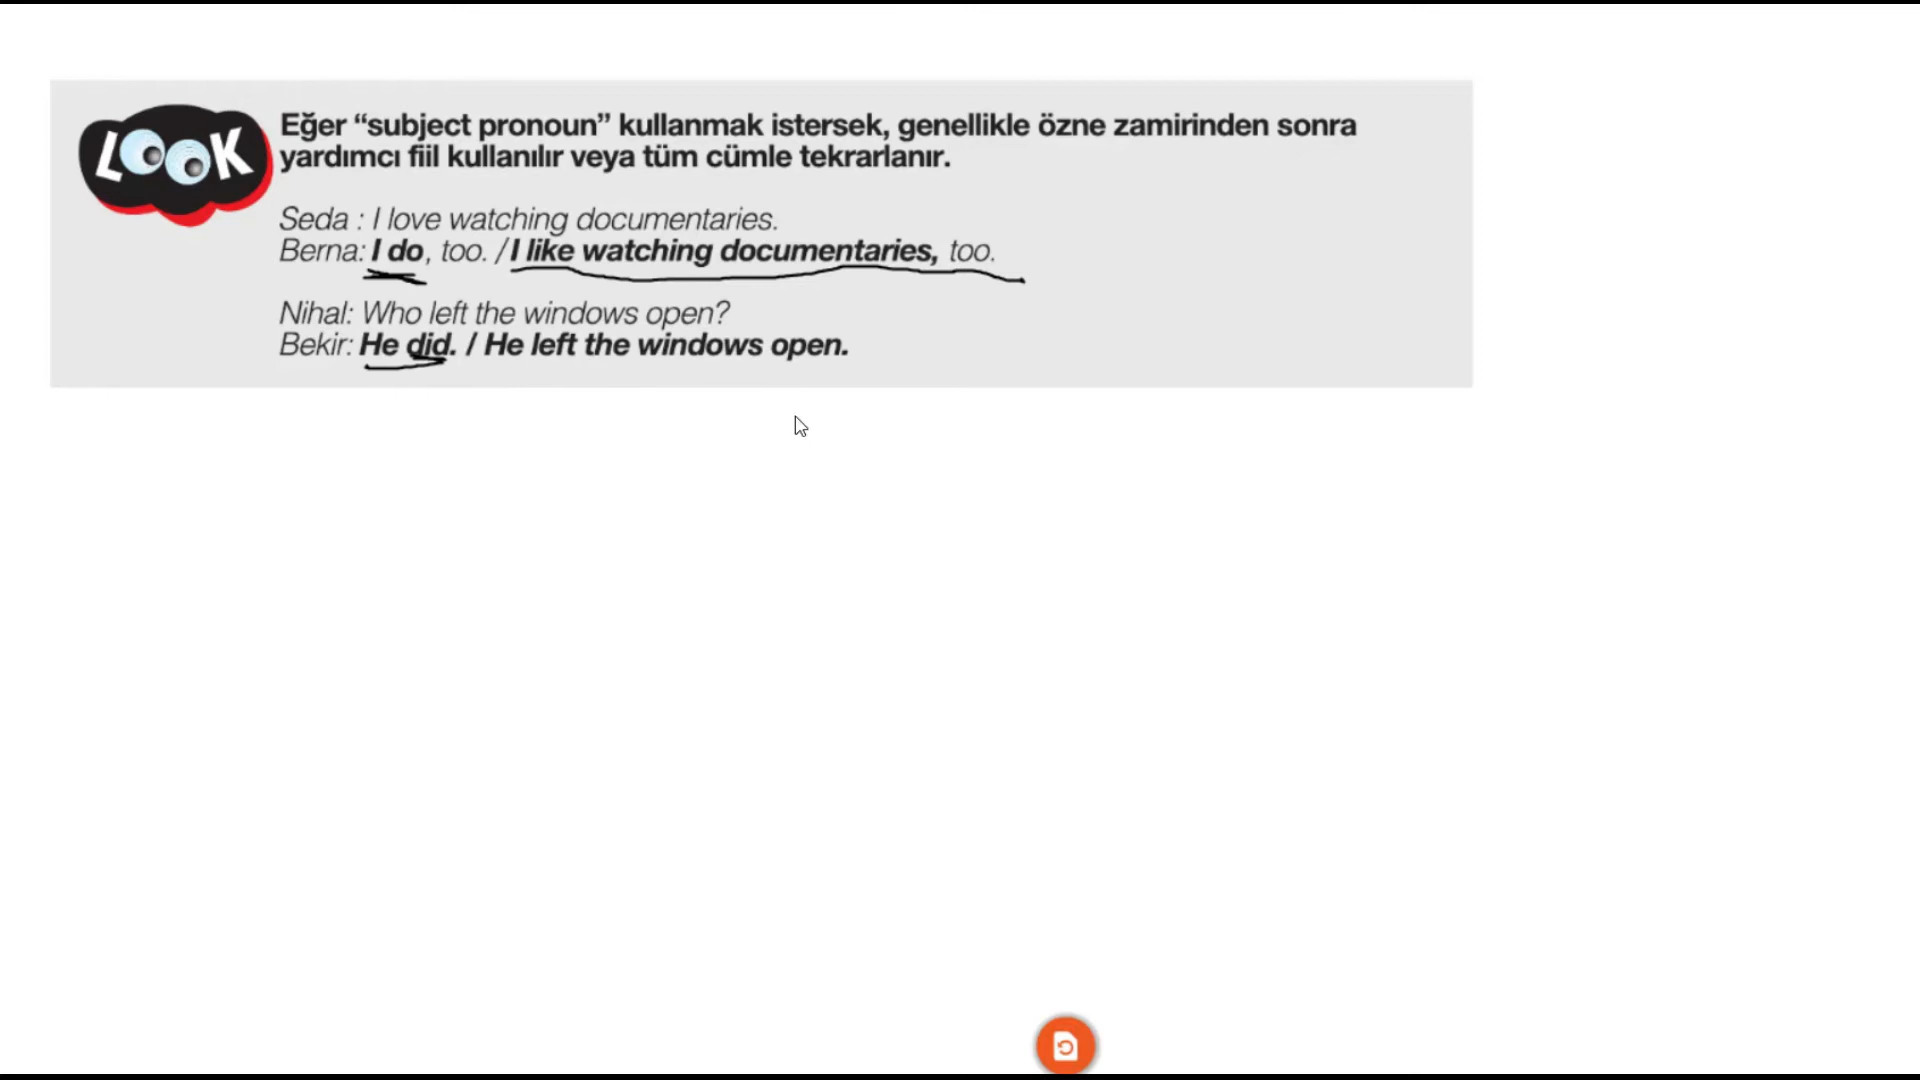 LOOK
Eğer “subject pronoun” kullanmak istersek, genellikle özne zamirinden sonra
yardımcı fiil kullanılır veya tüm cümle tekrarlanır.
Seda : I love watching documentaries.
Berna: I do, too. / I like watching documentaries, too.
Nihal: Who left the windows open?
Bekir: He did. / He left the windows open.